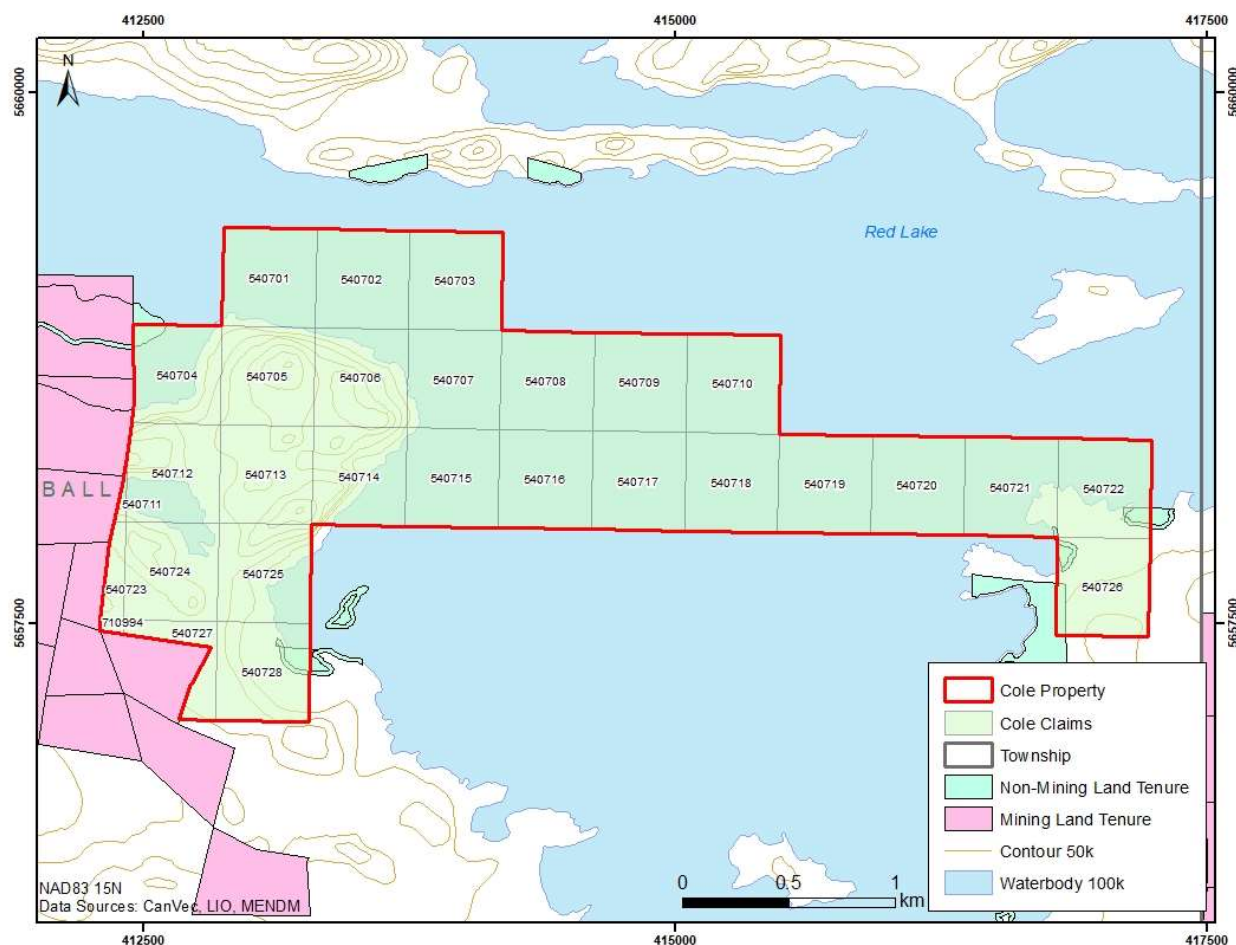 412500 415000 417500
N
5660000 5660000
Red Lake
540701 540702 540703
540704 540705 540706 540707 540708 540709 540710
540712 540713 540714 540715 540716 540717 540718 540719 540720 540721 540722
BALL
540711
540724 540725
540723 540726
710994 540727
5657500 5657500
540728
Cole Property
Cole Claims
Township
Non-Mining Land Tenure
Mining Land Tenure
Contour 50k
Waterbody 100k
0 0.5 1
km
NAD83 15N
Data Sources: CanVec, LIO, MENDM
412500 415000 417500